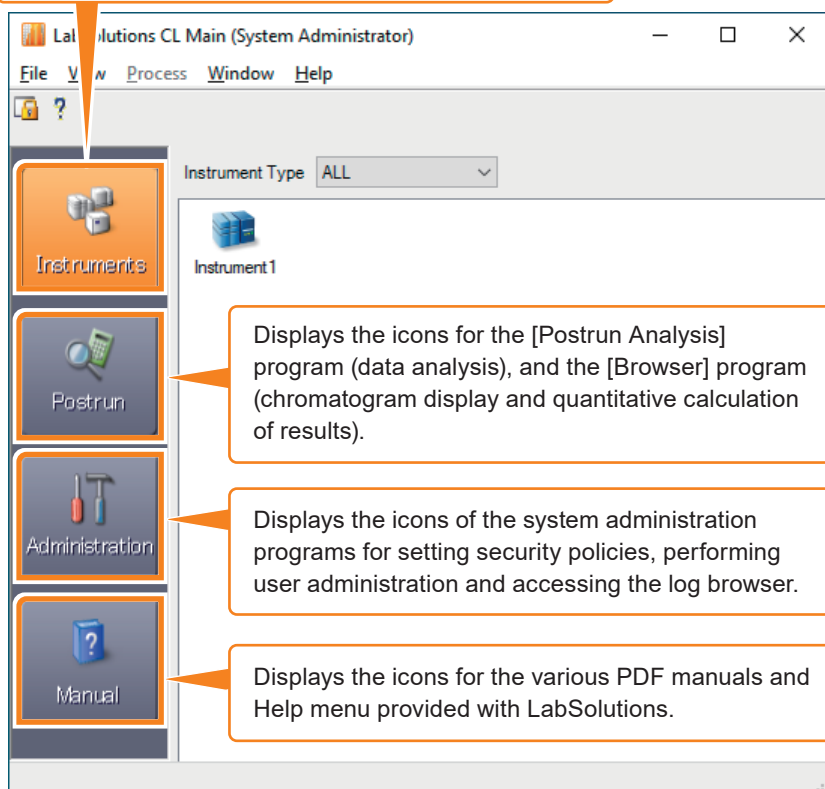 LabSolutions CL Main (System Administrator)
File View Process Window Help
?
Instrument Type ALL
Instruments
Instrument1
Displays the icons for the [Postrun Analysis]
program (data analysis), and the [Browser] program
(chromatogram display and quantitative calculation
of results).
Postrun
Displays the icons of the system administration
programs for setting security policies, performing
user administration and accessing the log browser.
Administration
Displays the icons for the various PDF manuals and
Help menu provided with LabSolutions.
?
Manual